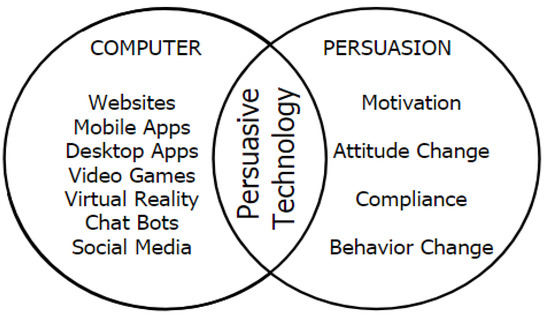 COMPUTER
Websites
Mobile Apps
Desktop Apps
Video Games
Virtual Reality
Chat Bots
Social Media
Persuasive
Technology
PERSUASION
Motivation
Attitude Change
Compliance
Behavior Change